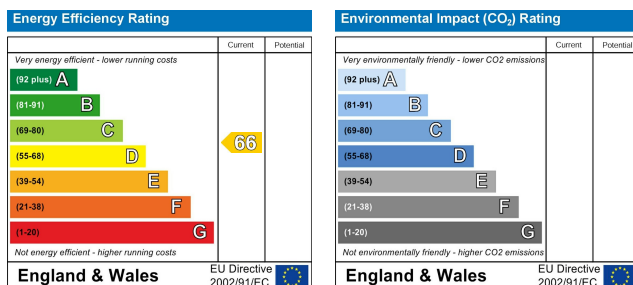 Energy Efficiency Rating
Current Potential
Very energy efficient - lower running costs
(92 plus) A
(81-91) B
(69-80) C
(55-68) D
66
(39-54) E
(21-38) F
(1-20) G
Not energy efficient - higher running costs
England & Wales
EU Directive
2002/91/EC
Environmental Impact (CO₂) Rating
Current Potential
Very environmentally friendly - lower CO2 emissions
(92 plus) A
(81-91) B
(69-80) C
(55-68) D
(39-54) E
(21-38) F
(1-20) G
Not environmentally friendly - higher CO2 emissions
England & Wales
EU Directive
2002/91/EC